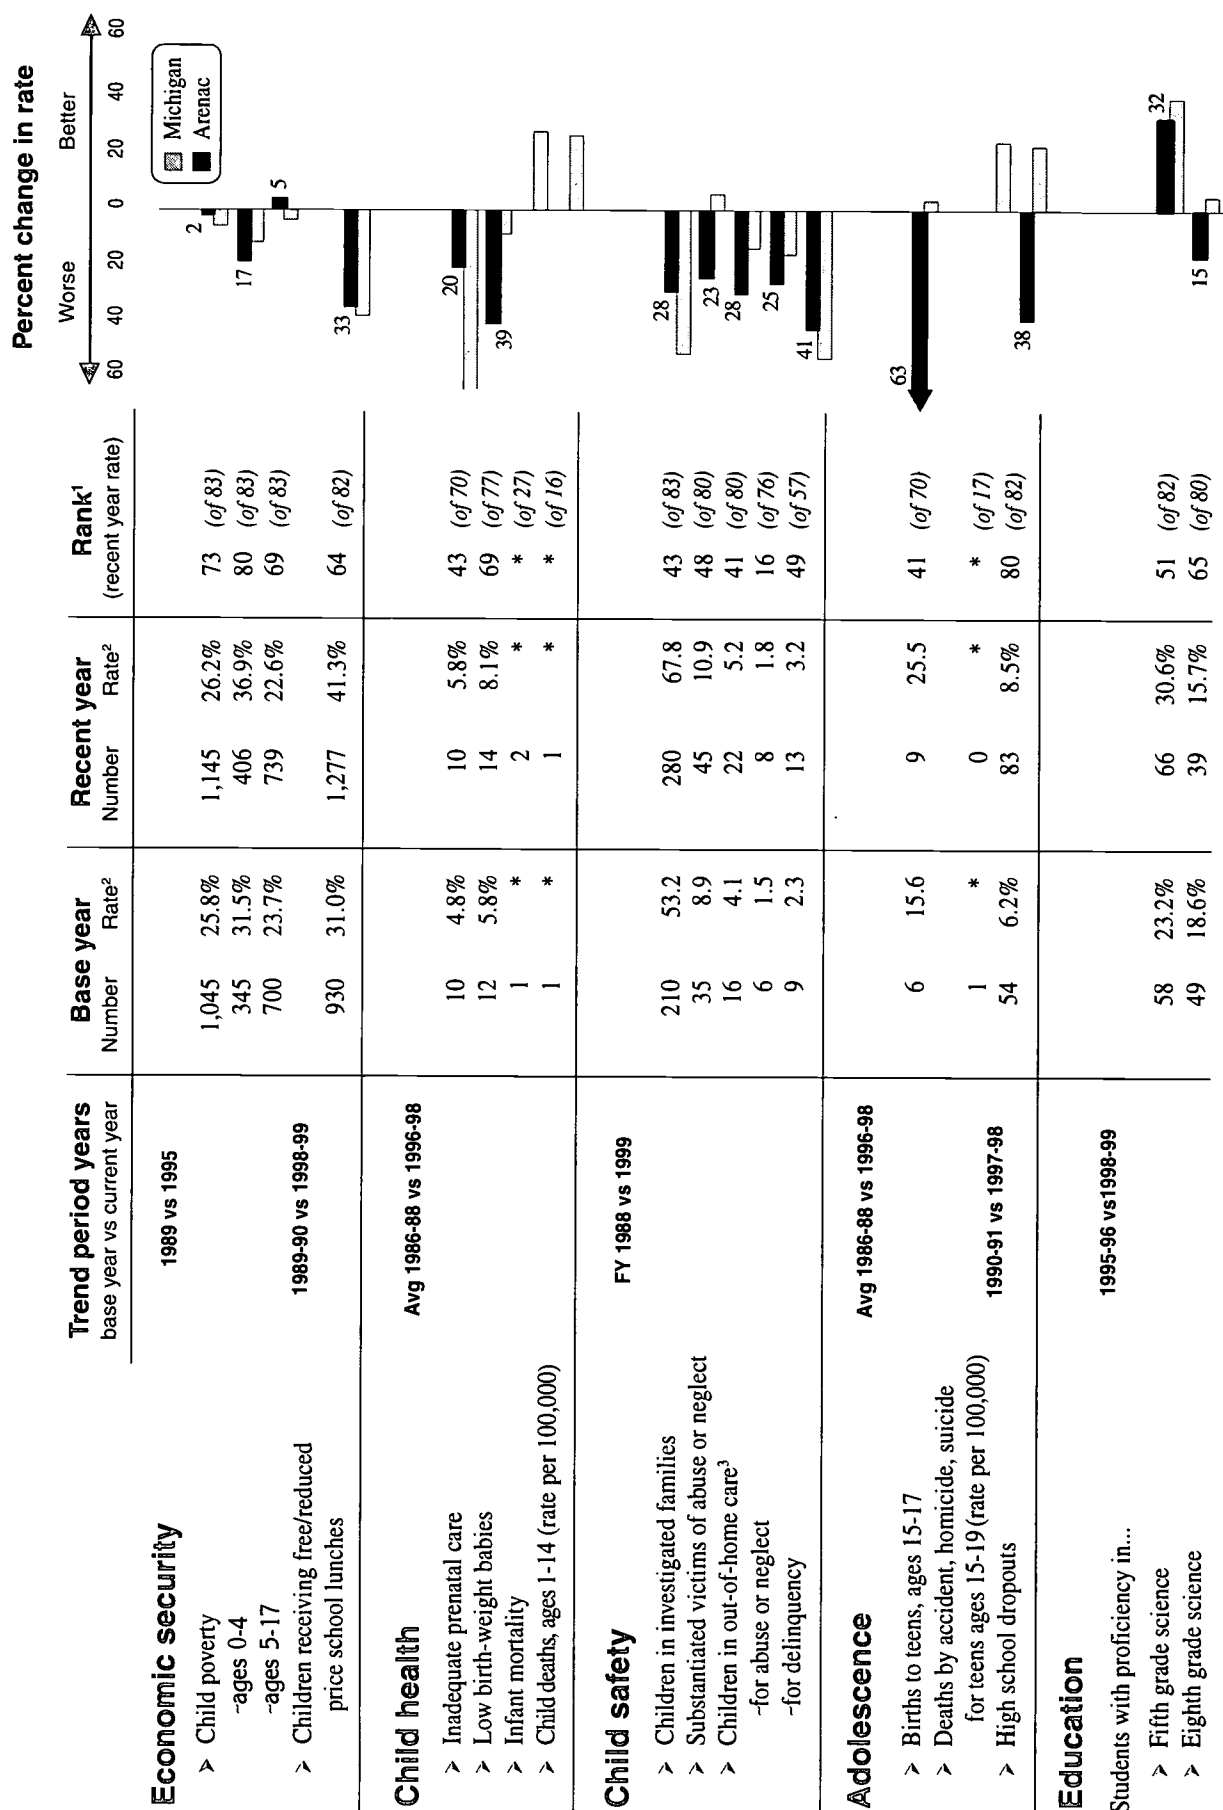 Trend period years Base year Recent year Rank¹ Percent change in rate
base year vs current year Number Rate² Number Rate² (recent year rate) Worse Better
60 40 20 0 20 40 60
Michigan
Arenac
Economic security
1989 vs 1995
➤ Child poverty 1,045 25.8% 1,145 26.2% 73 (of 83) 2
-ages 0-4 345 31.5% 406 36.9% 80 (of 83) 17
-ages 5-17 700 23.7% 739 22.6% 69 (of 83) 5
➤ Children receiving free/reduced 1989-90 vs 1998-99
price school lunches 930 31.0% 1,277 41.3% 64 (of 82) 33
Child health
Avg 1986-88 vs 1996-98
➤ Inadequate prenatal care 10 4.8% 10 5.8% 43 (of 70) 20
➤ Low birth-weight babies 12 5.8% 14 8.1% 69 (of 77) 39
➤ Infant mortality 1 * 2 * * (of 27)
➤ Child deaths, ages 1-14 (rate per 100,000) 1 * 1 * * (of 16)
Child safety
FY 1988 vs 1999
➤ Children in investigated families 210 53.2 280 67.8 43 (of 83) 28
➤ Substantiated victims of abuse or neglect 35 8.9 45 10.9 48 (of 80) 23
➤ Children in out-of-home care³ 16 4.1 22 5.2 41 (of 80) 28
-for abuse or neglect 6 1.5 8 1.8 16 (of 76) 25
-for delinquency 9 2.3 13 3.2 49 (of 57) 41
Adolescence
Avg 1986-88 vs 1996-98
➤ Births to teens, ages 15-17 6 15.6 9 25.5 41 (of 70) 63
➤ Deaths by accident, homicide, suicide
for teens ages 15-19 (rate per 100,000) 1 * 0 * * (of 17)
➤ High school dropouts 1990-91 vs 1997-98 54 6.2% 83 8.5% 80 (of 82) 38
Education
1995-96 vs1998-99
Students with proficiency in...
➤ Fifth grade science 58 23.2% 66 30.6% 51 (of 82) 32
➤ Eighth grade science 49 18.6% 39 15.7% 65 (of 80) 15